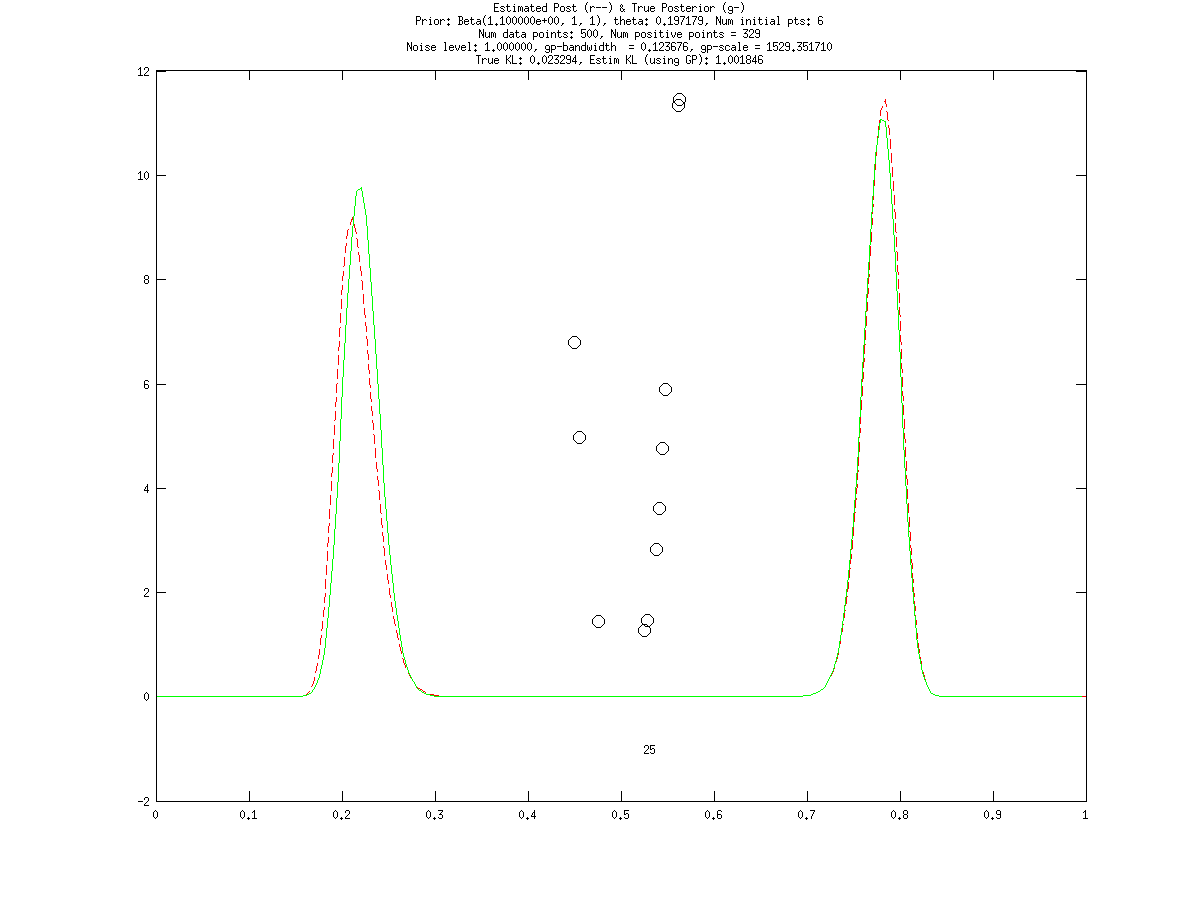 Estimated Post (r--) & True Posterior (g-)
Prior: Beta(1.100000e+00, 1, 1), theta: 0.197179, Num initial pts: 6
Num data points: 500, Num positive points = 329
Noise level: 1.000000, gp-bandwidth  = 0.123676, gp-scale = 1529.351710
True KL: 0.023294, Estim KL (using GP): 1.001846
12
10
8
6
4
2
0
25
-2
0 0.1 0.2 0.3 0.4 0.5 0.6 0.7 0.8 0.9 1